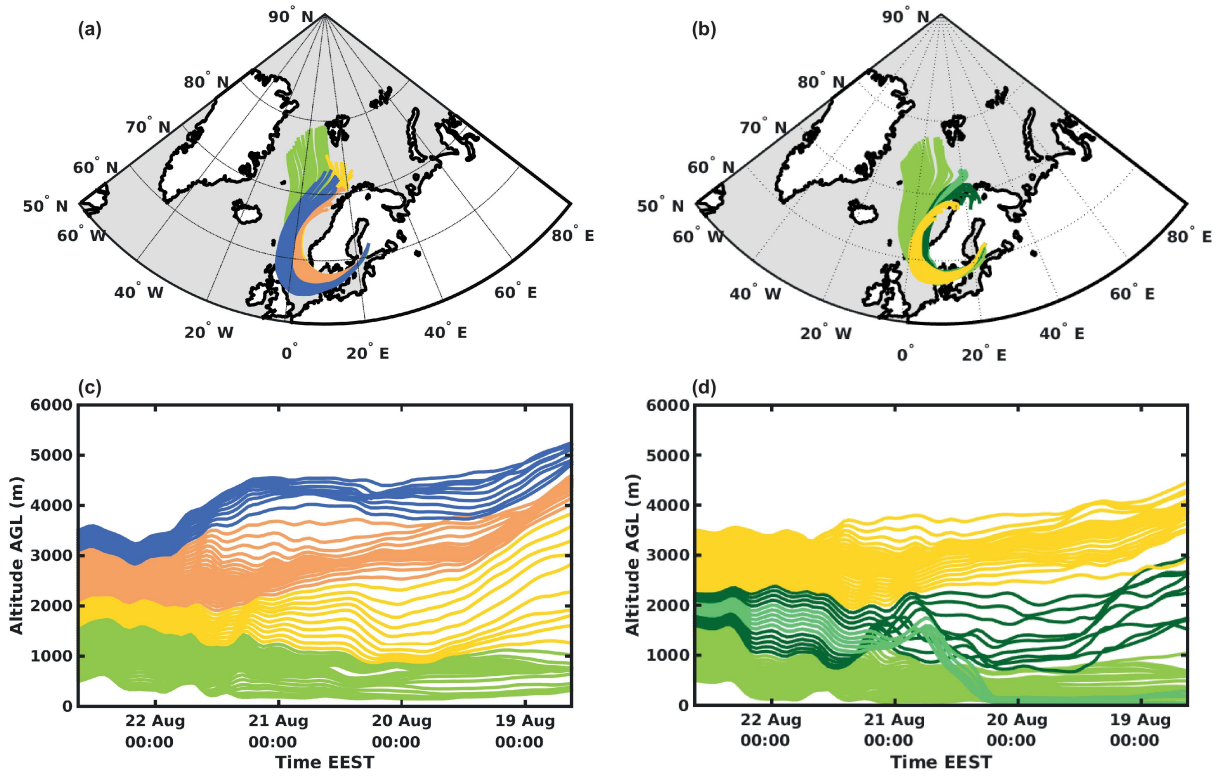 (a)
90° N
80° N
70° N
60° N
50° N
60° W
40° W
20° W
0°
20° E
40° E
60° E
80° E
(b)
90° N
80° N
70° N
60° N
50° N
60° W
40° W
20° W
0°
20° E
40° E
60° E
80° E
(c)
Altitude AGL (m)
6000
5000
4000
3000
2000
1000
0
22 Aug 21 Aug 20 Aug 19 Aug
00:00 00:00 00:00 00:00
Time EEST
(d)
Altitude AGL (m)
6000
5000
4000
3000
2000
1000
0
22 Aug 21 Aug 20 Aug 19 Aug
00:00 00:00 00:00 00:00
Time EEST